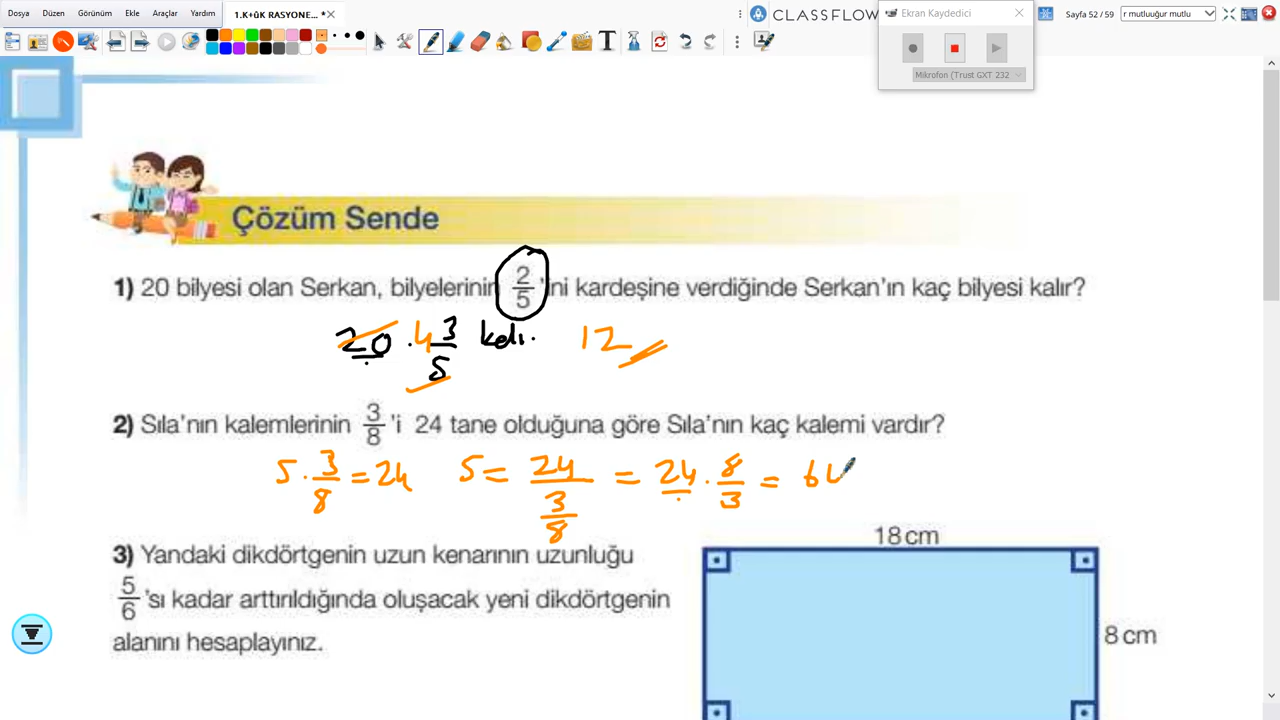 Dosya Düzen Görünüm Ekle Araçlar Yardım 1.K+ûK RASYONE... * CLASSFLOW Ekran Kaydedici Sayfa 52 / 59 r mutluuğur mutlu
Mikrofon (Trust GXT 232
Çözüm Sende
1) 20 bilyesi olan Serkan, bilyelerinin 2/5 'ini kardeşine verdiğinde Serkan'ın kaç bilyesi kalır?
20 . 4 3/5 kalı. 12
2) Sıla'nın kalemlerinin 3/8 'i 24 tane olduğuna göre Sıla'nın kaç kalemi vardır?
S . 3/8 = 24 S = 24/(3/8) = 24 . 8/3 = 64
18 cm
3) Yandaki dikdörtgenin uzun kenarının uzunluğu
5/6 'sı kadar arttırıldığında oluşacak yeni dikdörtgenin
8 cm
alanını hesaplayınız.